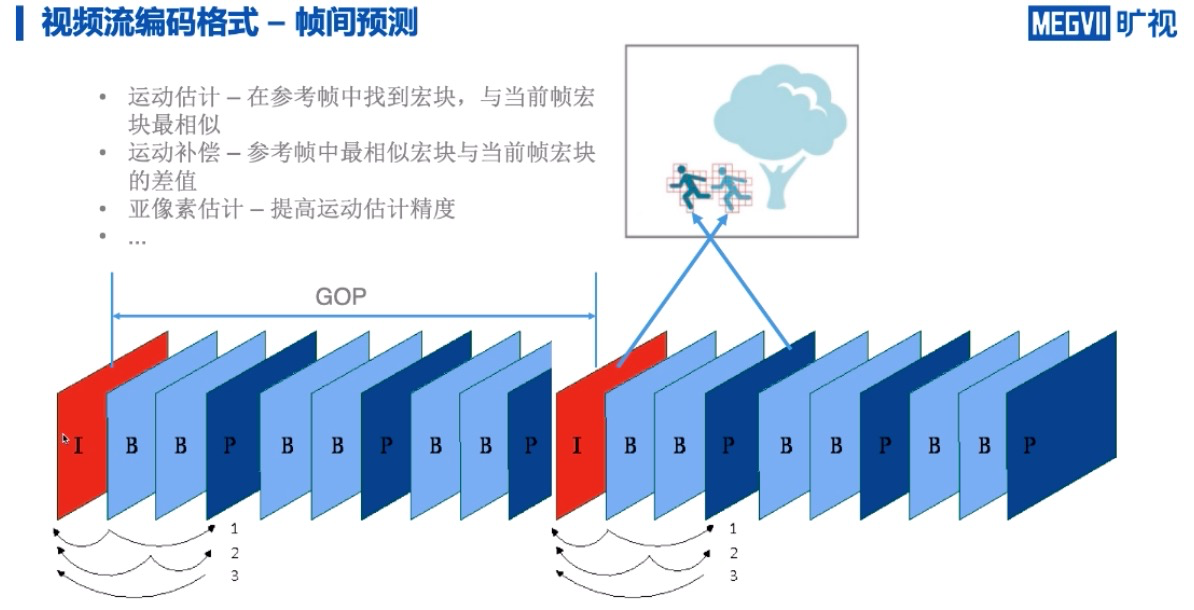 视频流编码格式 – 帧间预测
MEGVII 旷视
• 运动估计 – 在参考帧中找到宏块，与当前帧宏
块最相似
• 运动补偿 – 参考帧中最相似宏块与当前帧宏块
的差值
• 亚像素估计 – 提高运动估计精度
• ...
GOP
I B B P B B P B B P I B B P B B P B B P
1 1
2 2
3 3